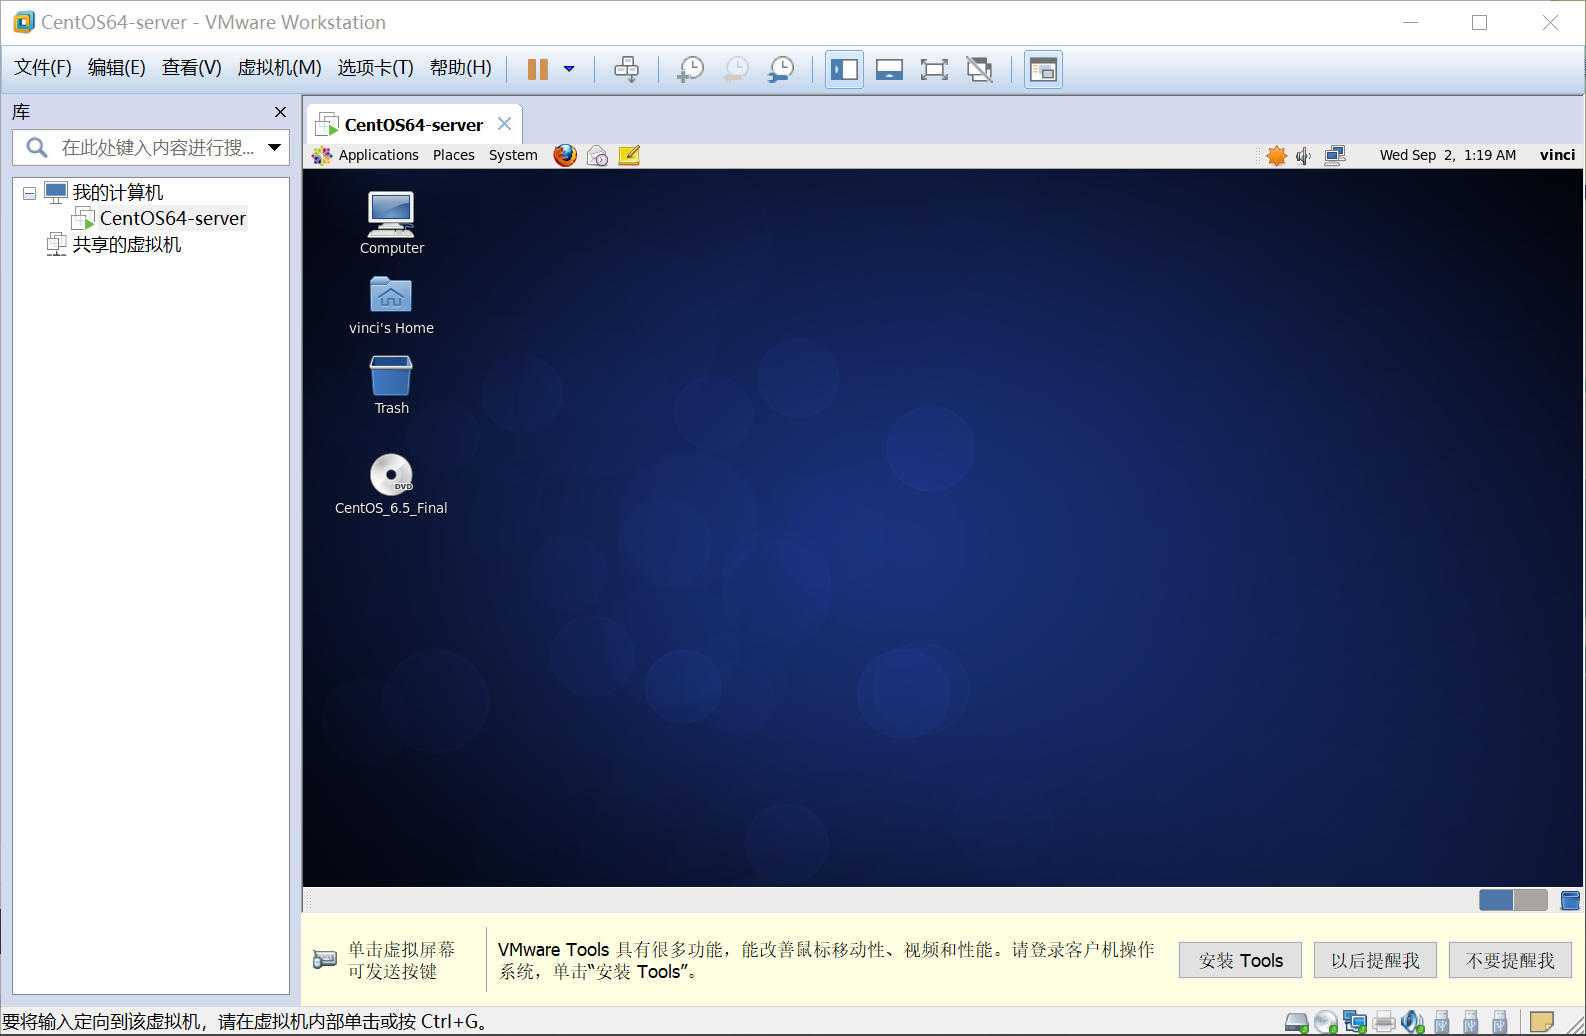 CentOS64-server - VMware Workstation
文件(F) 编辑(E) 查看(V) 虚拟机(M) 选项卡(T) 帮助(H)
库
在此处键入内容进行搜...
我的计算机
CentOS64-server
共享的虚拟机
CentOS64-server
Applications Places System
Wed Sep 2, 1:19 AM vinci
Computer
vinci's Home
Trash
DVD
CentOS_6.5_Final
单击虚拟屏幕
可发送按键
VMware Tools 具有很多功能，能改善鼠标移动性、视频和性能。请登录客户机操作
系统，单击“安装 Tools”。
安装 Tools
以后提醒我
不要提醒我
要将输入定向到该虚拟机，请在虚拟机内部单击或按 Ctrl+G。